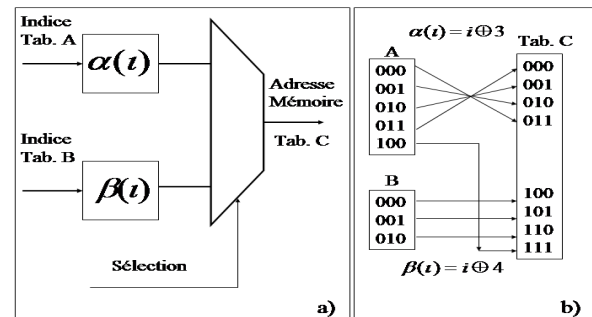 Indice
Tab. A
α(ι)
Indice
Tab. B
β(ι)
Adresse
Mémoire
Tab. C
Sélection
a)
α(ι)= i⊕3
Tab. C
A
000
001
010
011
100
000
001
010
011
B
000
001
010
100
101
110
111
β(ι)= i⊕4
b)